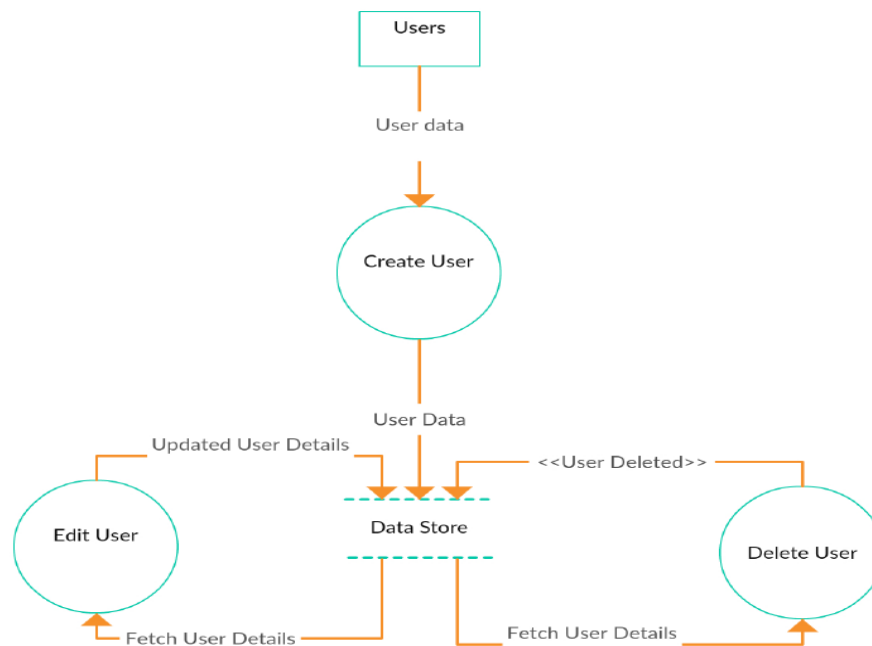 Users
User data
Create User
User Data
Updated User Details
<<User Deleted>>
Edit User
Data Store
Delete User
Fetch User Details
Fetch User Details